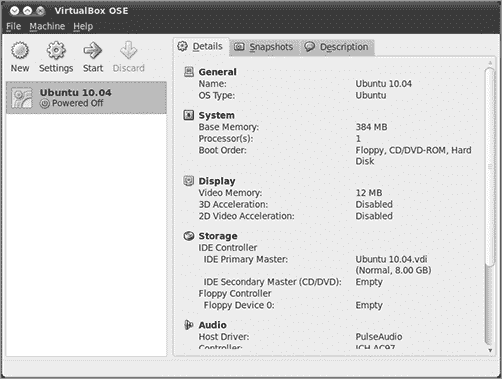 VirtualBox OSE
File Machine Help
New Settings Start Discard
Ubuntu 10.04
Powered Off
Details Snapshots Description
General
Name: Ubuntu 10.04
OS Type: Ubuntu
System
Base Memory: 384 MB
Processor(s): 1
Boot Order: Floppy, CD/DVD-ROM, Hard
Disk
Display
Video Memory: 12 MB
3D Acceleration: Disabled
2D Video Acceleration: Disabled
Storage
IDE Controller
IDE Primary Master: Ubuntu 10.04.vdi
(Normal, 8.00 GB)
IDE Secondary Master (CD/DVD): Empty
Floppy Controller
Floppy Device 0: Empty
Audio
Host Driver: PulseAudio
Controller: ICH AC97